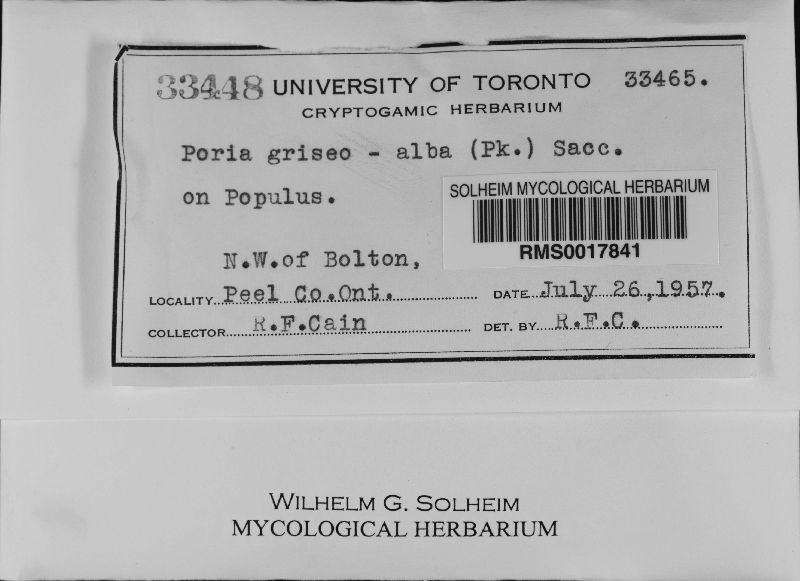 33448 UNIVERSITY OF TORONTO 33465.
CRYPTOGAMIC HERBARIUM
Poria griseo - alba (Pk.) Sacc.
on Populus.
SOLHEIM MYCOLOGICAL HERBARIUM
RMS0017841
N.W.of Bolton,
LOCALITY Peel Co.Ont. DATE July 26,1957.
COLLECTOR R.F.Cain DET. BY R.F.C.
WILHELM G. SOLHEIM
MYCOLOGICAL HERBARIUM